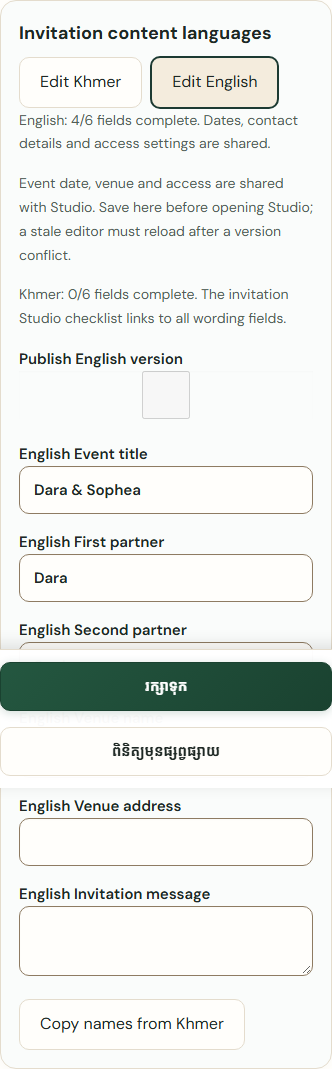 Invitation content languages
Edit Khmer
Edit English
English: 4/6 fields complete. Dates, contact
details and access settings are shared.
Event date, venue and access are shared
with Studio. Save here before opening Studio;
a stale editor must reload after a version
conflict.
Khmer: 0/6 fields complete. The invitation
Studio checklist links to all wording fields.
Publish English version
English Event title
Dara & Sophea
English First partner
Dara
English Second partner
រក្សាទុក
English Venue name
ពិនិត្យមុនផ្សព្វផ្សាយ
English Venue address
English Invitation message
Copy names from Khmer